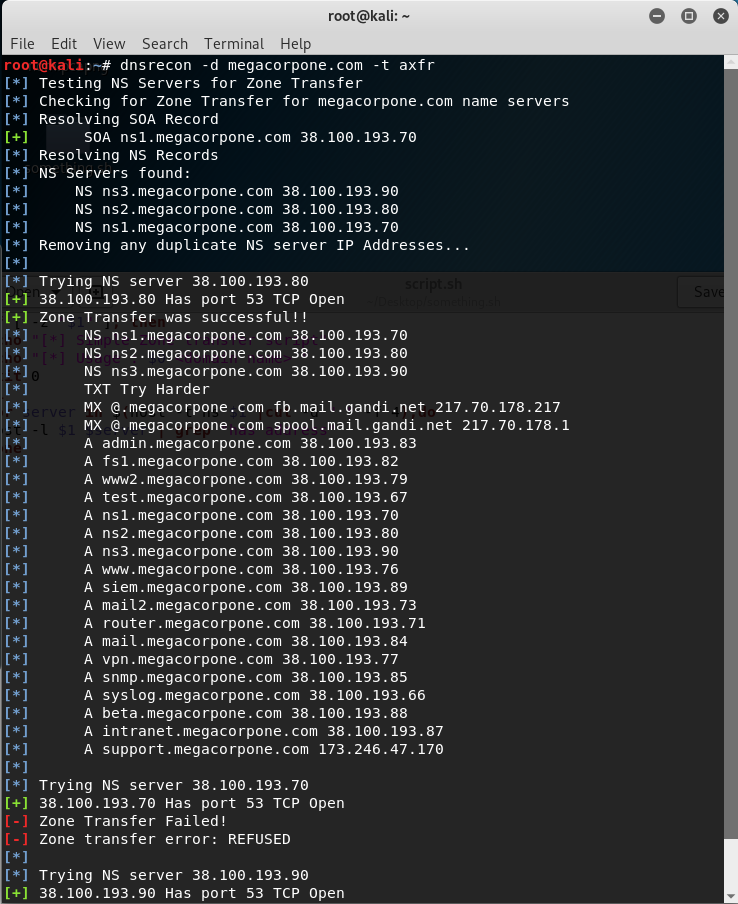 root@kali: ~
File Edit View Search Terminal Help
root@kali:~# dnsrecon -d megacorpone.com -t axfr
[*] Testing NS Servers for Zone Transfer
[*] Checking for Zone Transfer for megacorpone.com name servers
[*] Resolving SOA Record
[+] SOA ns1.megacorpone.com 38.100.193.70
[*] Resolving NS Records
[*] NS Servers found:
[*] NS ns3.megacorpone.com 38.100.193.90
[*] NS ns2.megacorpone.com 38.100.193.80
[*] NS ns1.megacorpone.com 38.100.193.70
[*] Removing any duplicate NS server IP Addresses...
[*]
[*] Trying NS server 38.100.193.80
script.sh
Save
[+] 38.100.193.80 Has port 53 TCP Open
[+] Zone Transfer was successful!!
[*] NS ns1.megacorpone.com 38.100.193.70
[*] NS ns2.megacorpone.com 38.100.193.80
[*] NS ns3.megacorpone.com 38.100.193.90
[*] TXT Try Harder
[*] MX @.megacorpone.com fb.mail.gandi.net 217.70.178.217
[*] MX @.megacorpone.com spool.mail.gandi.net 217.70.178.1
[*] A admin.megacorpone.com 38.100.193.83
[*] A fs1.megacorpone.com 38.100.193.82
[*] A www2.megacorpone.com 38.100.193.79
[*] A test.megacorpone.com 38.100.193.67
[*] A ns1.megacorpone.com 38.100.193.70
[*] A ns2.megacorpone.com 38.100.193.80
[*] A ns3.megacorpone.com 38.100.193.90
[*] A www.megacorpone.com 38.100.193.76
[*] A siem.megacorpone.com 38.100.193.89
[*] A mail2.megacorpone.com 38.100.193.73
[*] A router.megacorpone.com 38.100.193.71
[*] A mail.megacorpone.com 38.100.193.84
[*] A vpn.megacorpone.com 38.100.193.77
[*] A snmp.megacorpone.com 38.100.193.85
[*] A syslog.megacorpone.com 38.100.193.66
[*] A beta.megacorpone.com 38.100.193.88
[*] A intranet.megacorpone.com 38.100.193.87
[*] A support.megacorpone.com 173.246.47.170
[*]
[*] Trying NS server 38.100.193.70
[+] 38.100.193.70 Has port 53 TCP Open
[-] Zone Transfer Failed!
[-] Zone transfer error: REFUSED
[*]
[*] Trying NS server 38.100.193.90
[+] 38.100.193.90 Has port 53 TCP Open